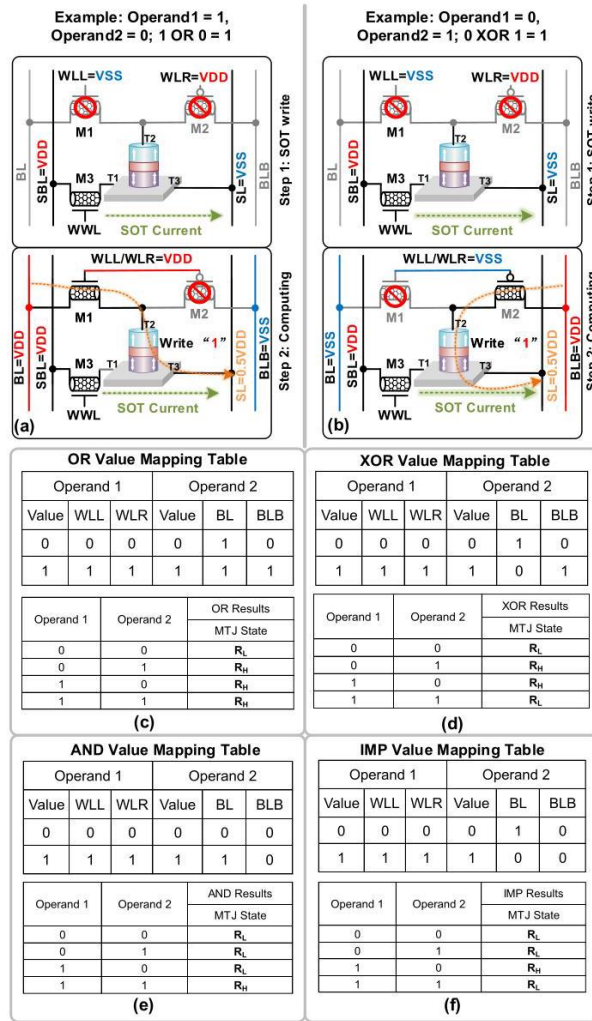 Example: Operand1 = 1,
Operand2 = 0; 1 OR 0 = 1
WLL=VSS
WLR=VDD
M1
M2
T2
BL
SBL=VDD
M3
T1
T3
SL=VSS
BLB
WWL
SOT Current
Step 1: SOT write
WLL/WLR=VDD
M1
M2
T2
Write “1”
BL=VDD
SBL=VDD
M3
T1
T3
SL=0.5VDD
BLB=VSS
WWL
SOT Current
Step 2: Computing
(a)
Example: Operand1 = 0,
Operand2 = 1; 0 XOR 1 = 1
WLL=VSS
WLR=VDD
M1
M2
T2
BL
SBL=VDD
M3
T1
T3
SL=VSS
BLB
WWL
SOT Current
Step 1: SOT write
WLL/WLR=VSS
M1
M2
T2
Write “1”
BL=VSS
SBL=VDD
M3
T1
T3
SL=0.5VDD
BLB=VDD
WWL
SOT Current
Step 2: Computing
(b)
OR Value Mapping Table
Operand 1 Operand 2
Value WLL WLR Value BL BLB
0 0 0 0 1 0
1 1 1 1 1 1
Operand 1 Operand 2 OR Results
MTJ State
0 0 RL
0 1 RH
1 0 RH
1 1 RH
(c)
XOR Value Mapping Table
Operand 1 Operand 2
Value WLL WLR Value BL BLB
0 0 0 0 1 0
1 1 1 1 0 1
Operand 1 Operand 2 XOR Results
MTJ State
0 0 RL
0 1 RH
1 0 RH
1 1 RL
(d)
AND Value Mapping Table
Operand 1 Operand 2
Value WLL WLR Value BL BLB
0 0 0 0 0 0
1 1 1 1 1 0
Operand 1 Operand 2 AND Results
MTJ State
0 0 RL
0 1 RL
1 0 RL
1 1 RH
(e)
IMP Value Mapping Table
Operand 1 Operand 2
Value WLL WLR Value BL BLB
0 0 0 0 1 0
1 1 1 1 0 0
Operand 1 Operand 2 IMP Results
MTJ State
0 0 RL
0 1 RL
1 0 RH
1 1 RL
(f)